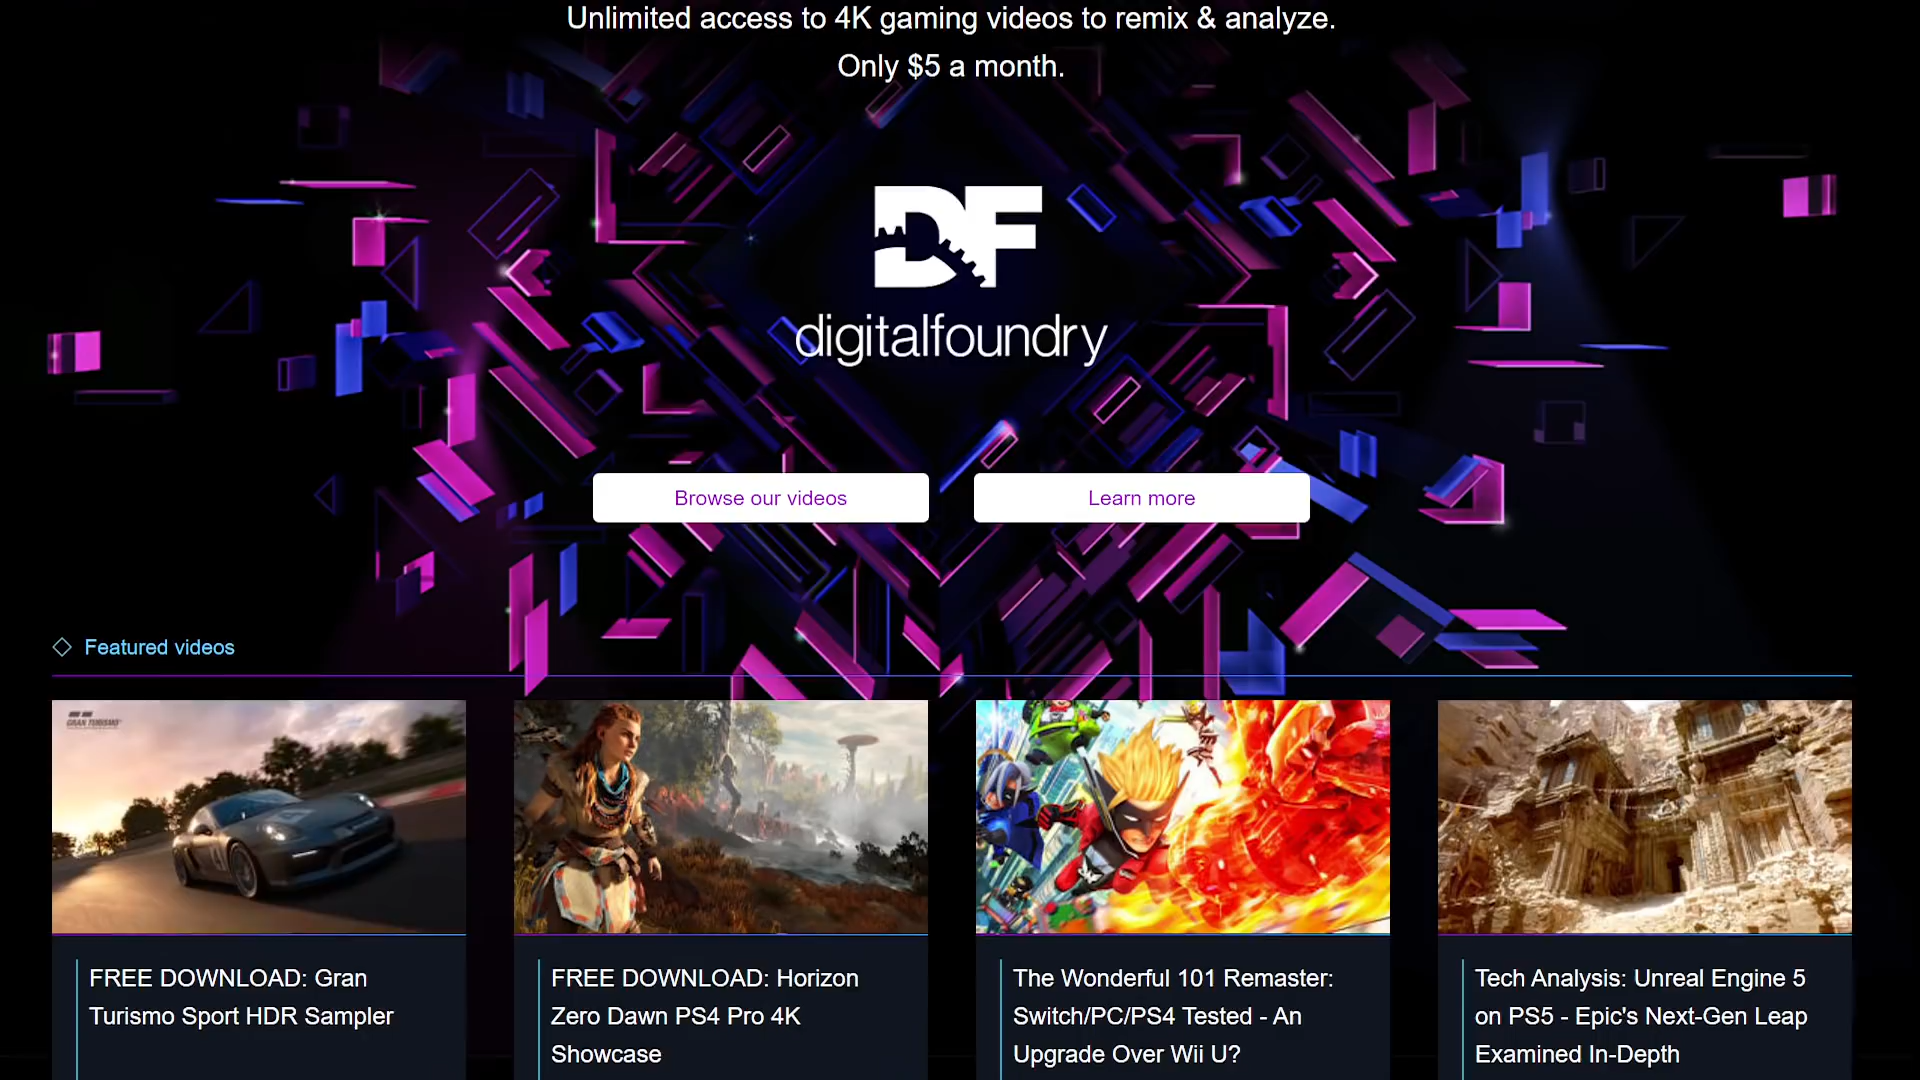 Unlimited access to 4K gaming videos to remix & analyze.
Only $5 a month.
DF
digitalfoundry
Browse our videos
Learn more
Featured videos
GRAN TURISMO
FREE DOWNLOAD: Gran
Turismo Sport HDR Sampler
FREE DOWNLOAD: Horizon
Zero Dawn PS4 Pro 4K
Showcase
The Wonderful 101 Remaster:
Switch/PC/PS4 Tested - An
Upgrade Over Wii U?
Tech Analysis: Unreal Engine 5
on PS5 - Epic's Next-Gen Leap
Examined In-Depth